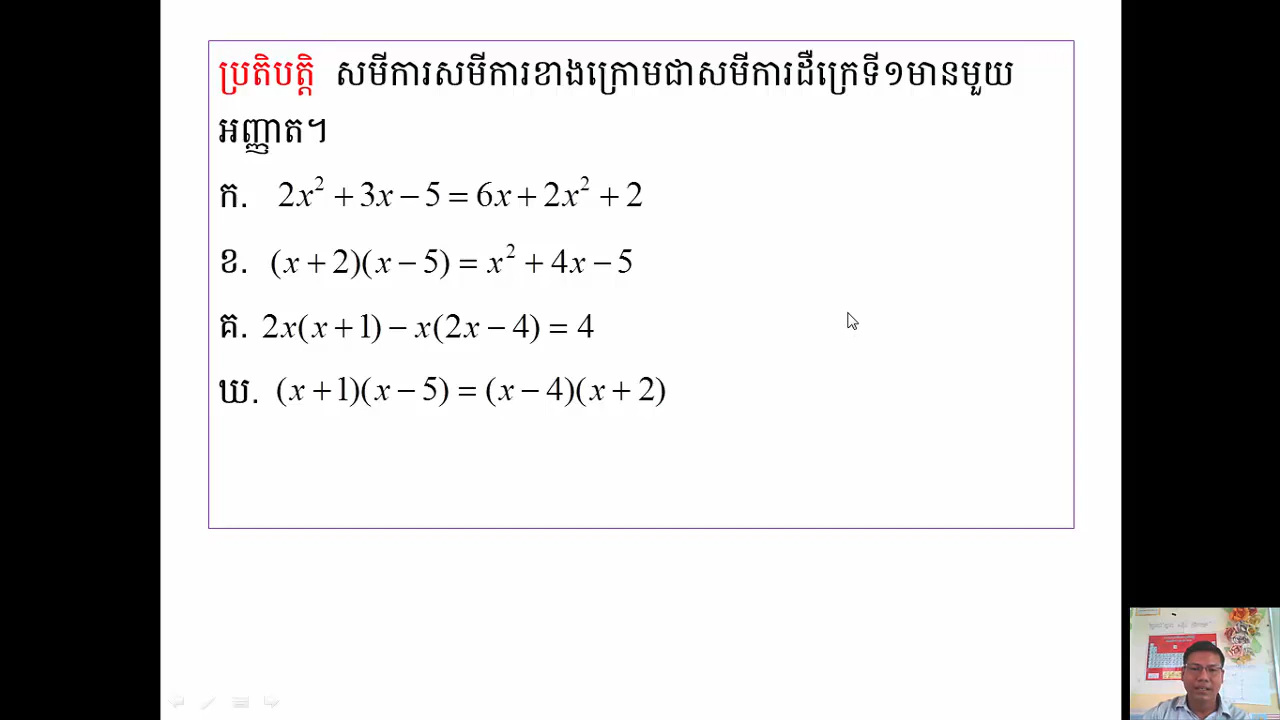 ប្រតិបត្តិ សមីការសមីការខាងក្រោមជាសមីការដឺក្រេទី១មានមួយ
អញ្ញាត។
ក. 2x² + 3x − 5 = 6x + 2x² + 2
ខ. (x + 2)(x − 5) = x² + 4x − 5
គ. 2x(x + 1) − x(2x − 4) = 4
ឃ. (x + 1)(x − 5) = (x − 4)(x + 2)